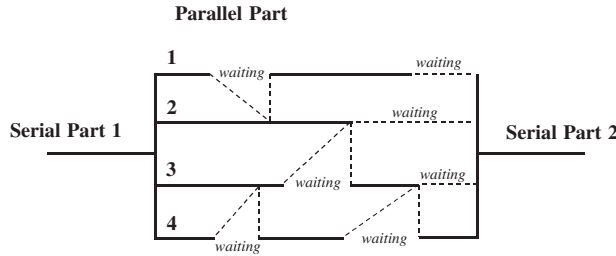 Parallel Part
1
waiting
waiting
2
waiting
Serial Part 1
Serial Part 2
3
waiting
waiting
4
waiting
waiting